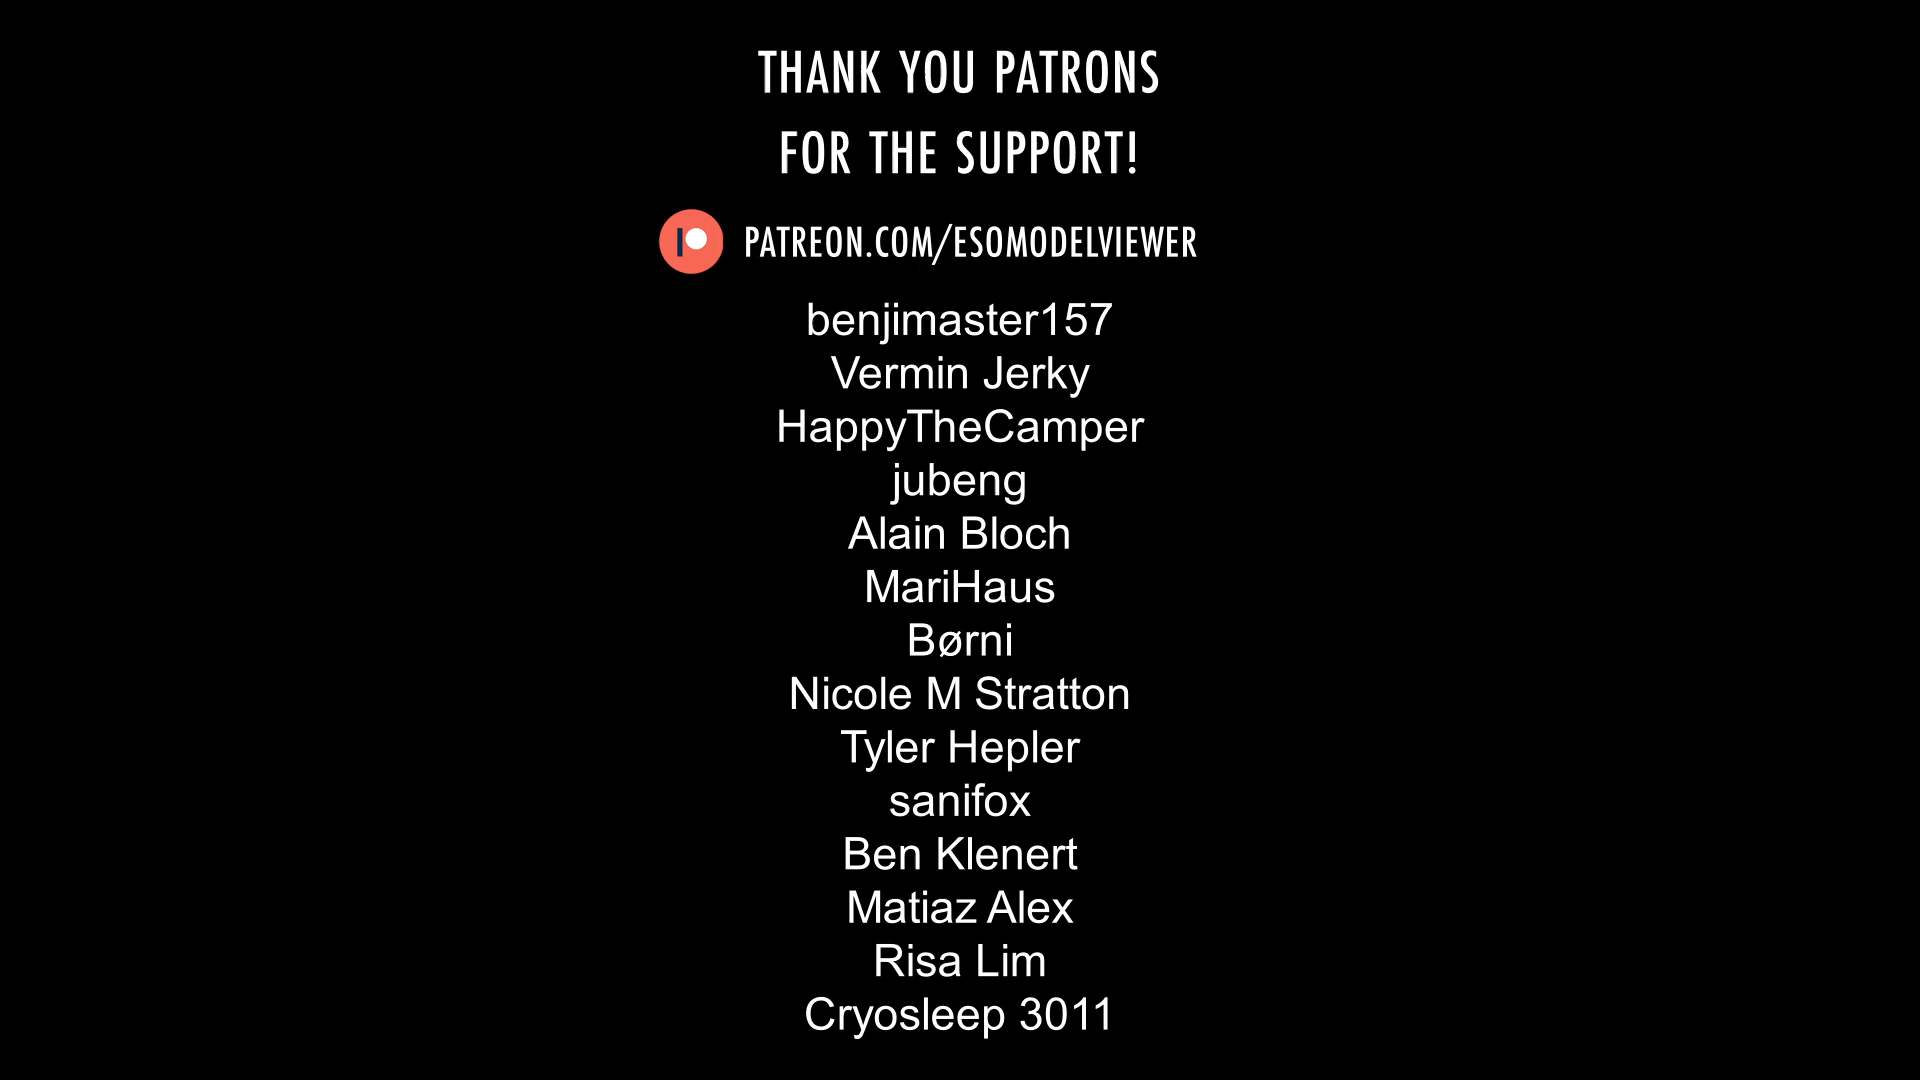 THANK YOU PATRONS
FOR THE SUPPORT!
PATREON.COM/ESOMODELVIEWER
benjimaster157
Vermin Jerky
HappyTheCamper
jubeng
Alain Bloch
MariHaus
Børni
Nicole M Stratton
Tyler Hepler
sanifox
Ben Klenert
Matiaz Alex
Risa Lim
Cryosleep 3011